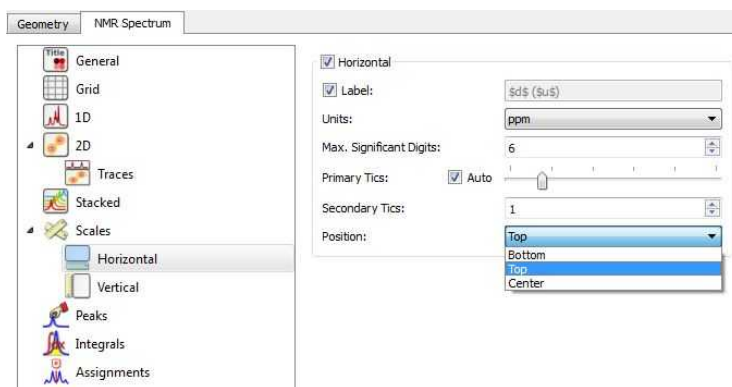 Geometry
NMR Spectrum
Title
General
Grid
1D
2D
Traces
Stacked
Scales
Horizontal
Vertical
Peaks
Integrals
Assignments
Horizontal
Label: $d$ ($u$)
Units: ppm
Max. Significant Digits: 6
Primary Tics: Auto
Secondary Tics: 1
Position: Top
Bottom
Top
Center